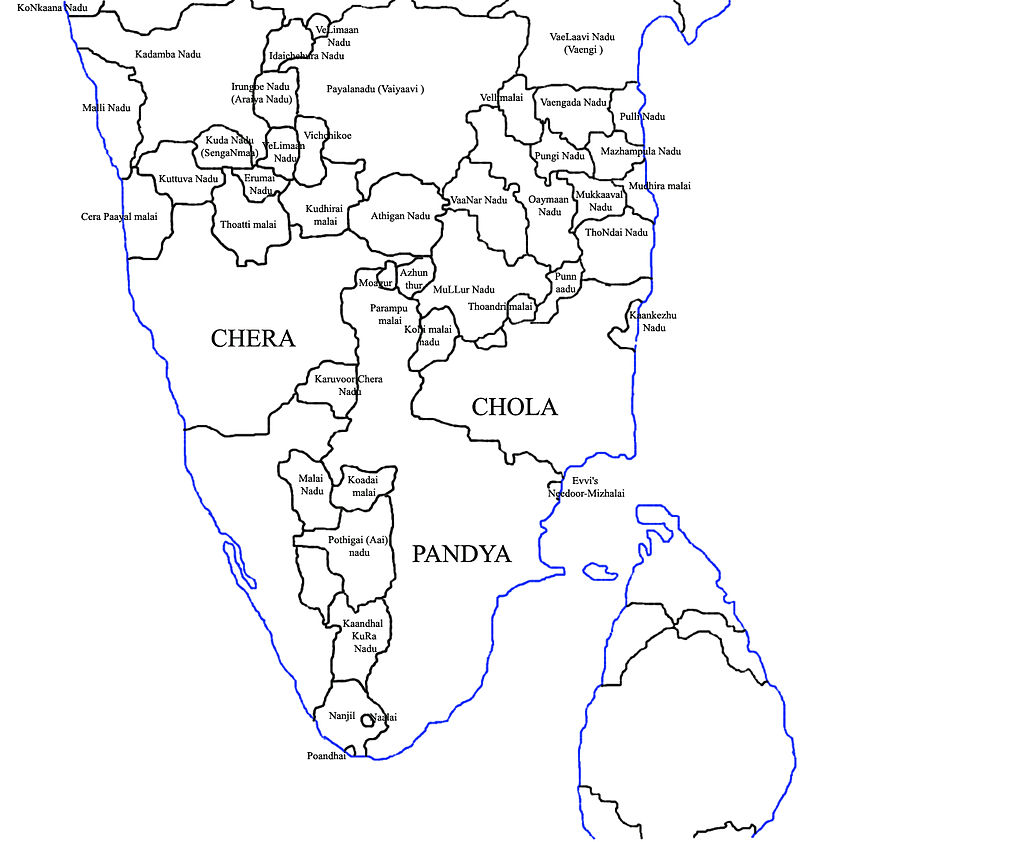 KoNkaana Nadu
VeLimaan
Nadu
VaeLaavi Nadu
(Vaengi )
Kadamba Nadu
Idaichchura Nadu
Irungoe Nadu
(Araiya Nadu)
Payalanadu (Vaiyaavi )
Vellimalai
Vaengada Nadu
Malli Nadu
Pulli Nadu
Kuda Nadu
(SengaNmaa)
VeLimaan
Nadu
Vichchikoe
Pungi Nadu
Mazhampula Nadu
Kuttuva Nadu
Erumai
Nadu
Mudhira malai
VaaNar Nadu
Oaymaan
Nadu
Mukkaaval
Nadu
Cera Paayal malai
Thoatti malai
Kudhirai
malai
Athigan Nadu
ThoNdai Nadu
Moagur
Azhun
thur
MuLLur Nadu
Punn
aadu
Parampu
malai
Thoandri malai
Kolli malai
nadu
Kaankezhu
Nadu
CHERA
Karuvoor Chera
Nadu
CHOLA
Malai
Nadu
Koadai
malai
Evvi's
Needoor-Mizhalai
Pothigai (Aai)
nadu
PANDYA
Kaandhal
KuRa
Nadu
Nanjil
Naalai
Poandhai